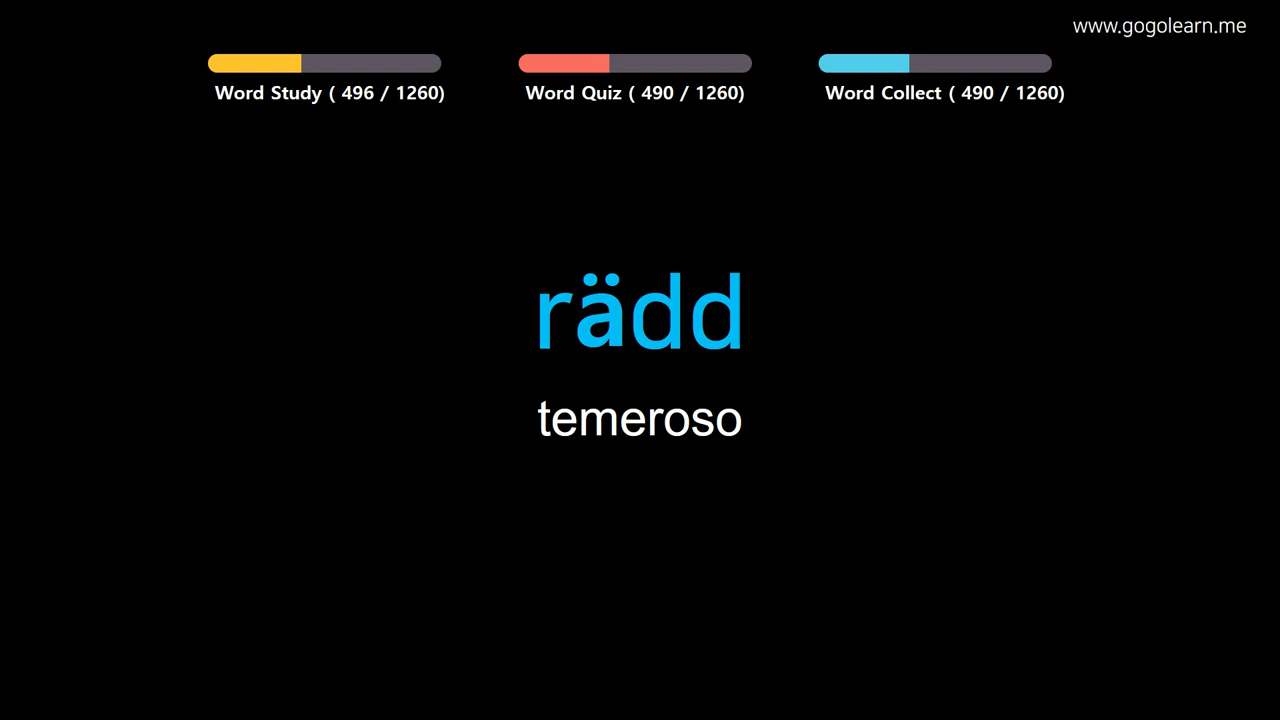 www.gogolearn.me
Word Study ( 496 / 1260)
Word Quiz ( 490 / 1260)
Word Collect ( 490 / 1260)
rädd
temeroso